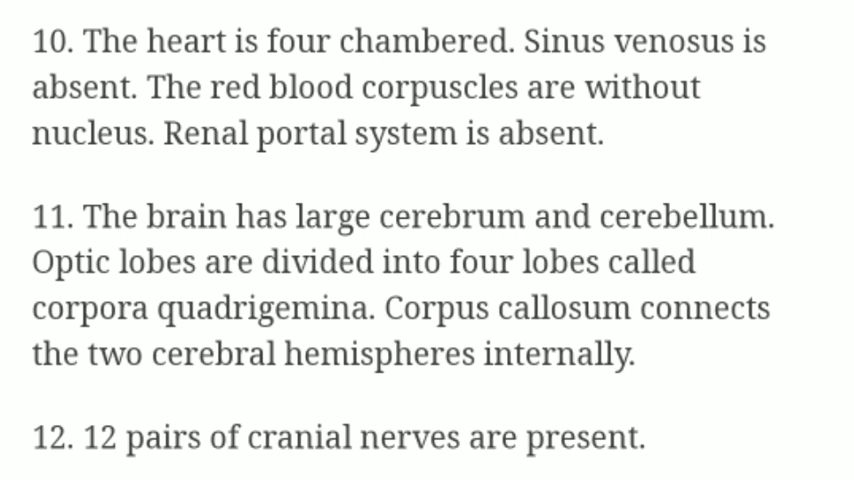 10. The heart is four chambered. Sinus venosus is
absent. The red blood corpuscles are without
nucleus. Renal portal system is absent.
11. The brain has large cerebrum and cerebellum.
Optic lobes are divided into four lobes called
corpora quadrigemina. Corpus callosum connects
the two cerebral hemispheres internally.
12. 12 pairs of cranial nerves are present.